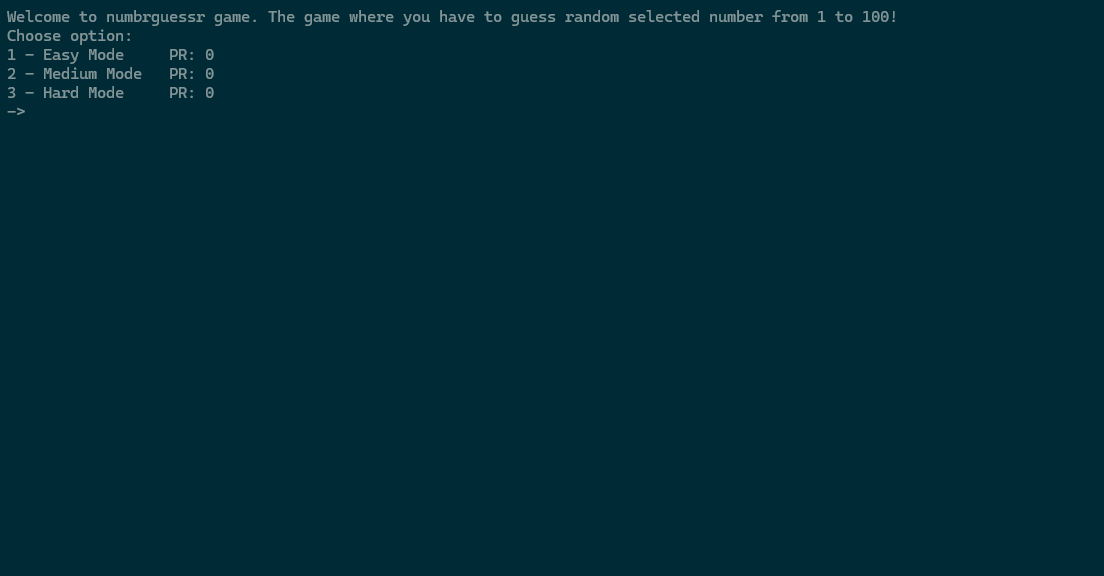 Welcome to numbrguessr game. The game where you have to guess random selected number from 1 to 100!
Choose option:
1 - Easy Mode     PR: 0
2 - Medium Mode   PR: 0
3 - Hard Mode     PR: 0
->